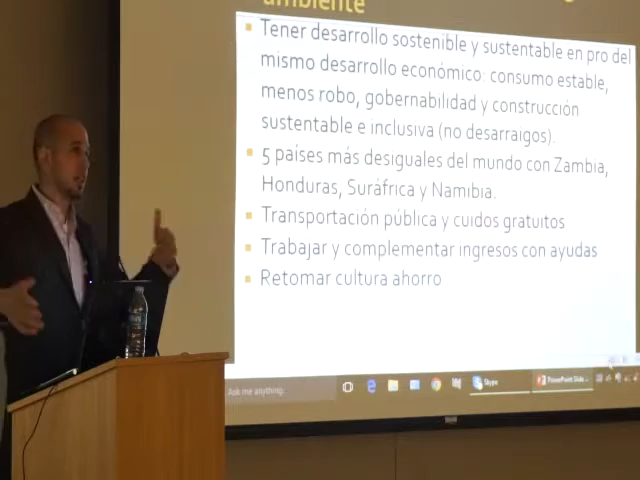 ambiente
Tener desarrollo sostenible y sustentable en pro del
mismo desarrollo económico: consumo estable,
menos robo, gobernabilidad y construcción
sustentable e inclusiva (no desarraigos).
5 países más desiguales del mundo con Zambia,
Honduras, Suráfrica y Namibia.
Transportación pública y cuidos gratuitos
Trabajar y complementar ingresos con ayudas
Retomar cultura ahorro
Ask me anything.
Skype
PowerPoint Slide...